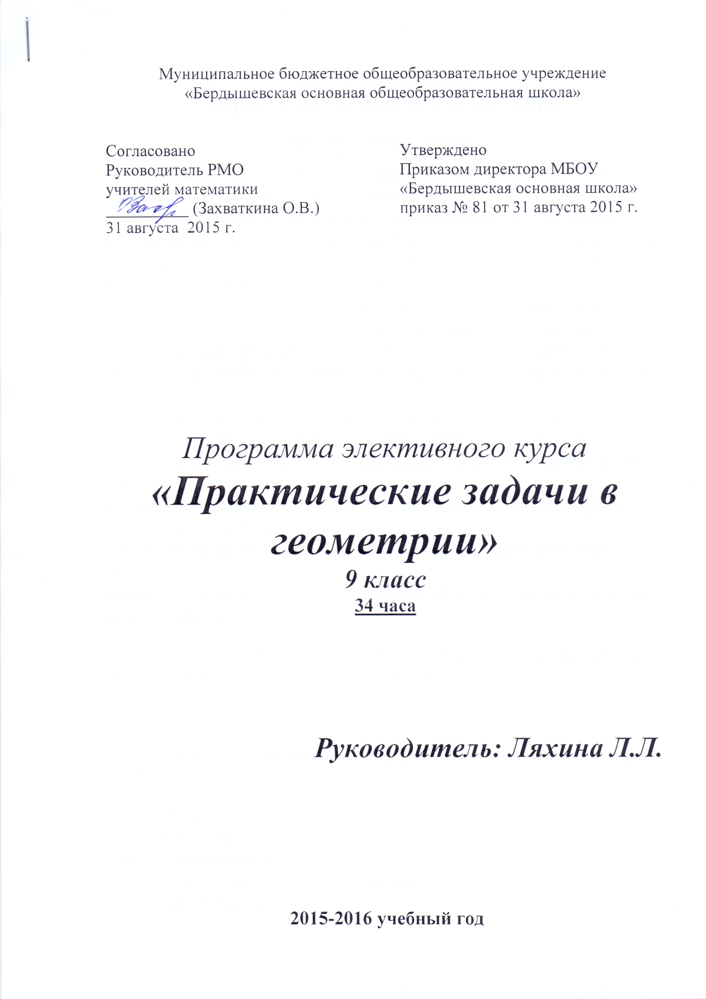 Муниципальное бюджетное общеобразовательное учреждение
«Бердышевская основная общеобразовательная школа»
Согласовано
Руководитель РМО
учителей математики
(Захваткина О.В.)
31 августа 2015 г.
Утверждено
Приказом директора МБОУ
«Бердышевская основная школа»
приказ № 81 от 31 августа 2015 г.
Программа элективного курса
«Практические задачи в
геометрии»
9 класс
34 часа
Руководитель: Ляхина Л.Л.
2015-2016 учебный год